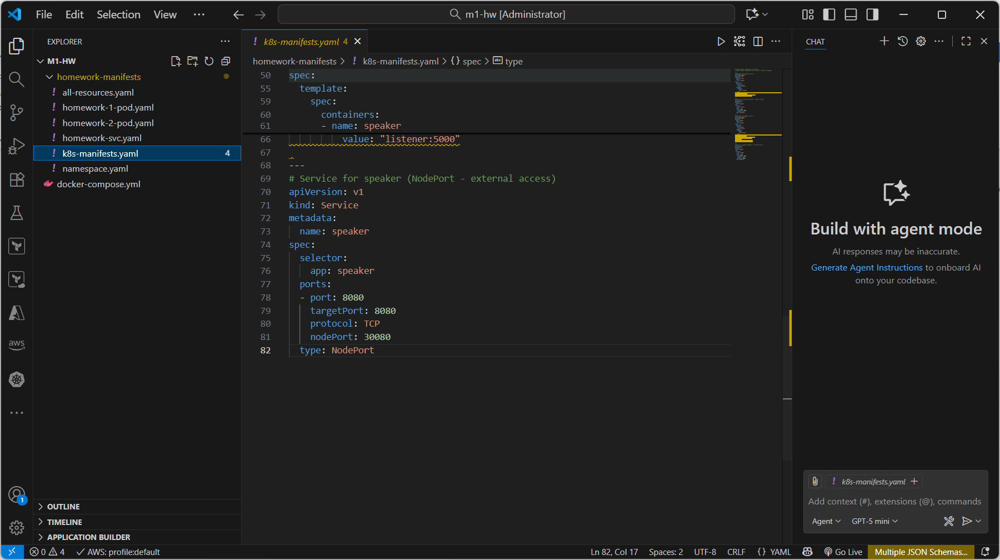 File Edit Selection View ··· m1-hw [Administrator]
EXPLORER
M1-HW
homework-manifests
! all-resources.yaml
! homework-1-pod.yaml
! homework-2-pod.yaml
! homework-svc.yaml
! k8s-manifests.yaml 4
! namespace.yaml
docker-compose.yml
OUTLINE
TIMELINE
APPLICATION BUILDER
aws
1
! k8s-manifests.yaml 4
homework-manifests > ! k8s-manifests.yaml > {} spec > abc type
50 spec:
55 template:
59 spec:
60 containers:
61 - name: speaker
66 value: "listener:5000"
67
68 ---
69 # Service for speaker (NodePort - external access)
70 apiVersion: v1
71 kind: Service
72 metadata:
73 name: speaker
74 spec:
75 selector:
76 app: speaker
77 ports:
78 - port: 8080
79 targetPort: 8080
80 protocol: TCP
81 nodePort: 30080
82 type: NodePort
CHAT
Build with agent mode
AI responses may be inaccurate.
Generate Agent Instructions to onboard AI
onto your codebase.
! k8s-manifests.yaml +
Add context (#), extensions (@), commands
Agent GPT-5 mini
0 4 AWS: profile:default Ln 82, Col 17 Spaces: 2 UTF-8 CRLF {} YAML Go Live Multiple JSON Schemas...